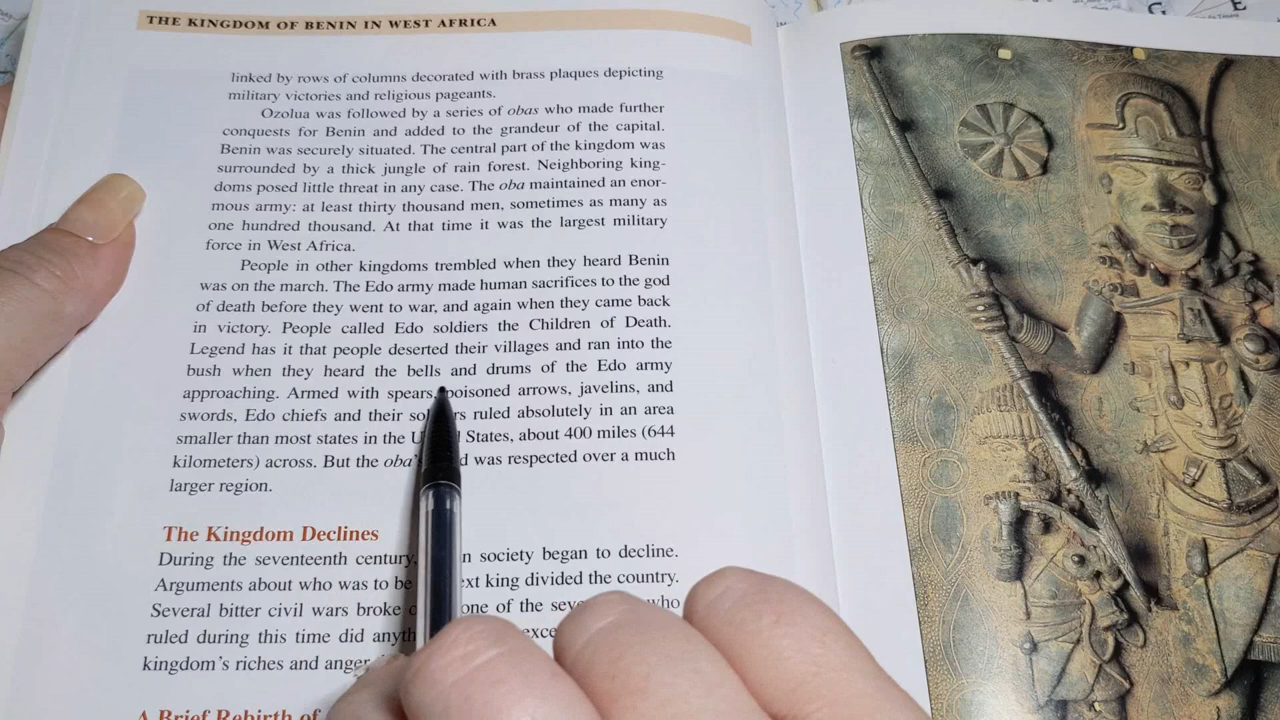 THE KINGDOM OF BENIN IN WEST AFRICA
linked by rows of columns decorated with brass plaques depicting
military victories and religious pageants.
Ozolua was followed by a series of obas who made further
conquests for Benin and added to the grandeur of the capital.
Benin was securely situated. The central part of the kingdom was
surrounded by a thick jungle of rain forest. Neighboring king-
doms posed little threat in any case. The oba maintained an enor-
mous army: at least thirty thousand men, sometimes as many as
one hundred thousand. At that time it was the largest military
force in West Africa.
People in other kingdoms trembled when they heard Benin
was on the march. The Edo army made human sacrifices to the god
of death before they went to war, and again when they came back
in victory. People called Edo soldiers the Children of Death.
Legend has it that people deserted their villages and ran into the
bush when they heard the bells and drums of the Edo army
approaching. Armed with spears, poisoned arrows, javelins, and
swords, Edo chiefs and their ruled absolutely in an area
smaller than most states in the States, about 400 miles (644
kilometers) across. But the was respected over a much
larger region.
The Kingdom Declines
During the seventeenth century, society began to decline.
Arguments about who was to be king divided the country.
Several bitter civil wars broke one of the who
ruled during this time did
kingdom's riches and
A Brief Rebirth of